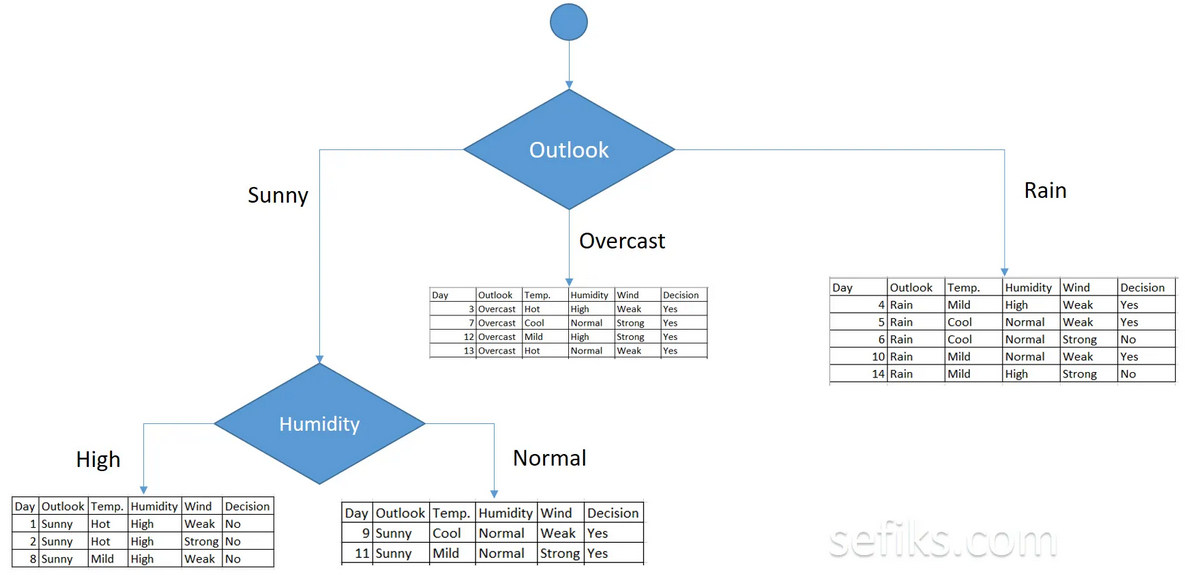 Outlook
Sunny
Rain
Overcast
Day Outlook Temp. Humidity Wind Decision
3 Overcast Hot High Weak Yes
7 Overcast Cool Normal Strong Yes
12 Overcast Mild High Strong Yes
13 Overcast Hot Normal Weak Yes
Day Outlook Temp. Humidity Wind Decision
4 Rain Mild High Weak Yes
5 Rain Cool Normal Weak Yes
6 Rain Cool Normal Strong No
10 Rain Mild Normal Weak Yes
14 Rain Mild High Strong No
Humidity
High
Normal
Day Outlook Temp. Humidity Wind Decision
1 Sunny Hot High Weak No
2 Sunny Hot High Strong No
8 Sunny Mild High Weak No
Day Outlook Temp. Humidity Wind Decision
9 Sunny Cool Normal Weak Yes
11 Sunny Mild Normal Strong Yes
sefiks.com